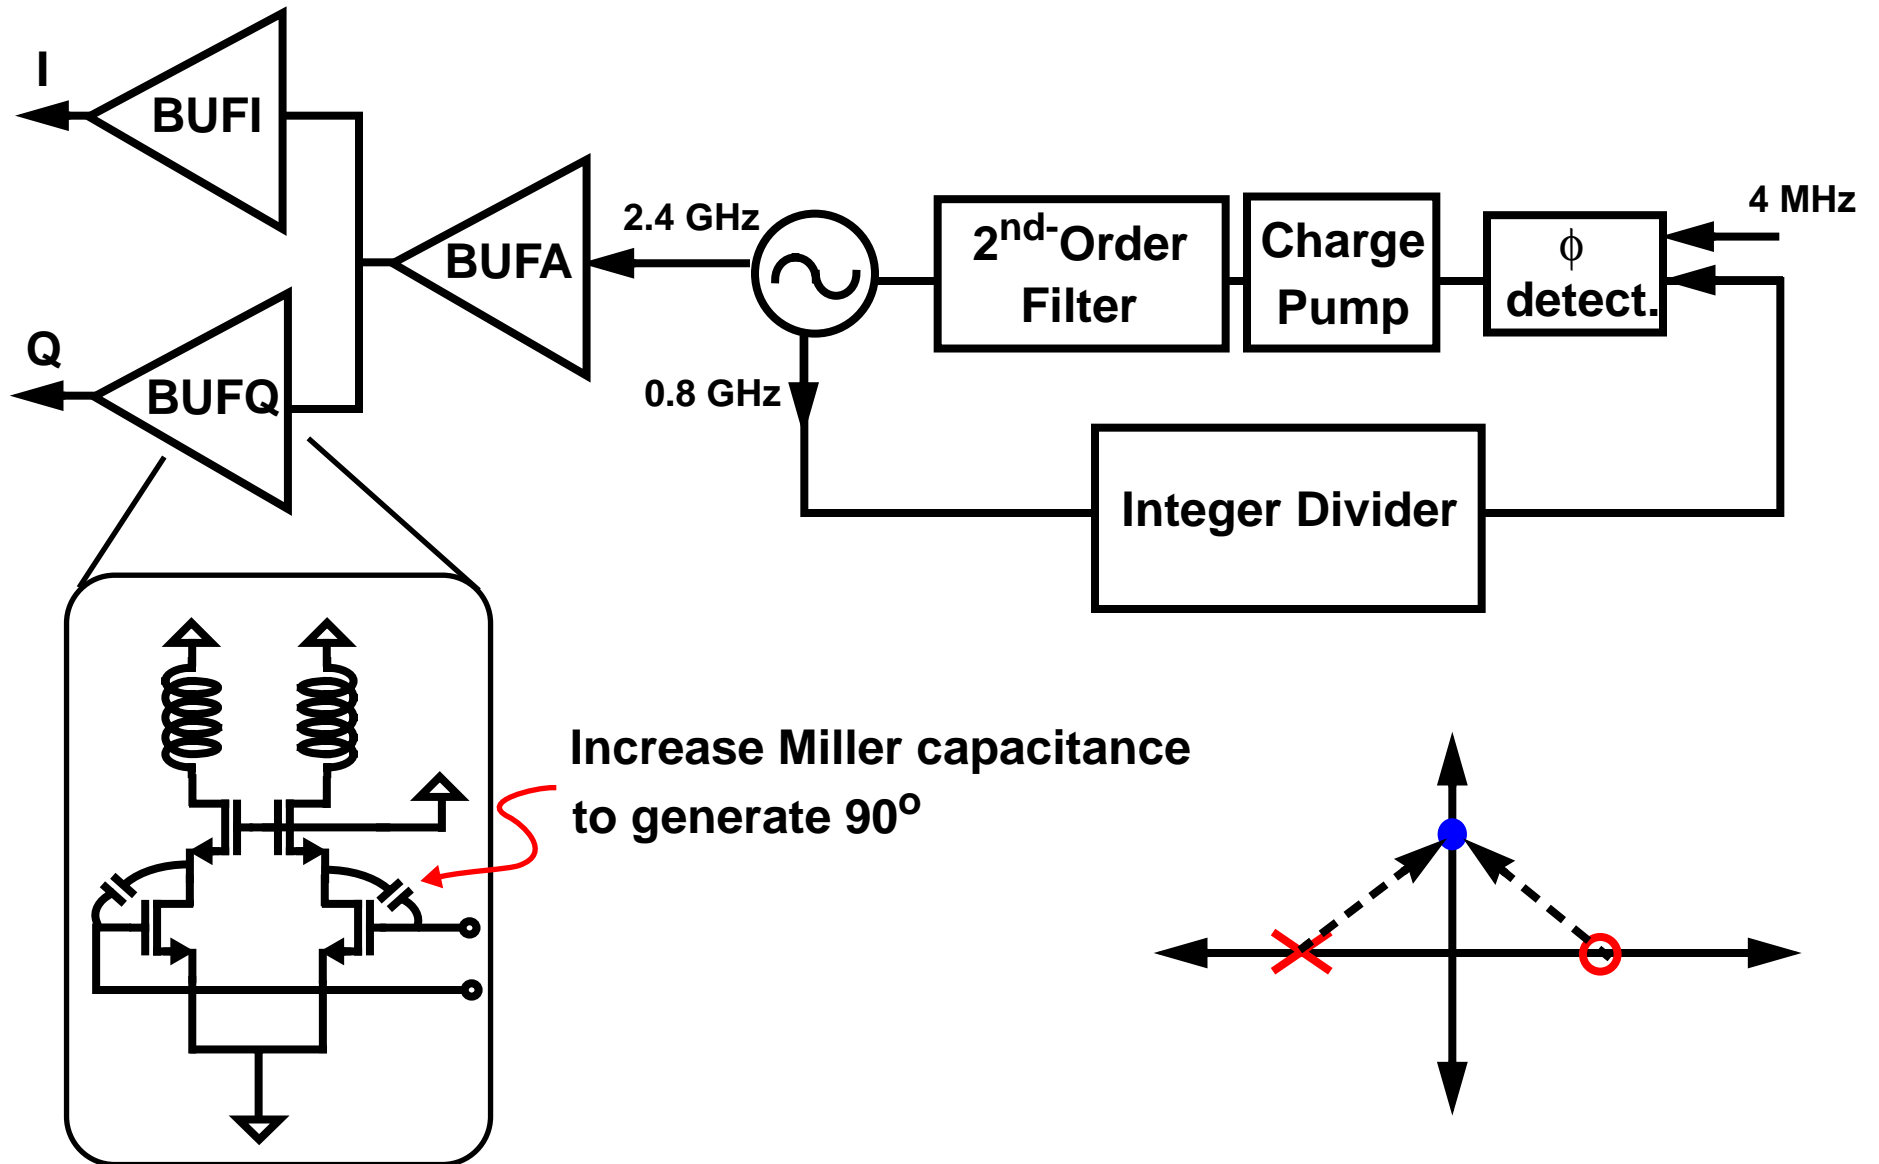 I
BUFI
Q
BUFQ
BUFA
2.4 GHz
0.8 GHz
2nd-Order
Filter
Charge
Pump
ϕ
detect.
4 MHz
Integer Divider
Increase Miller capacitance
to generate 90o